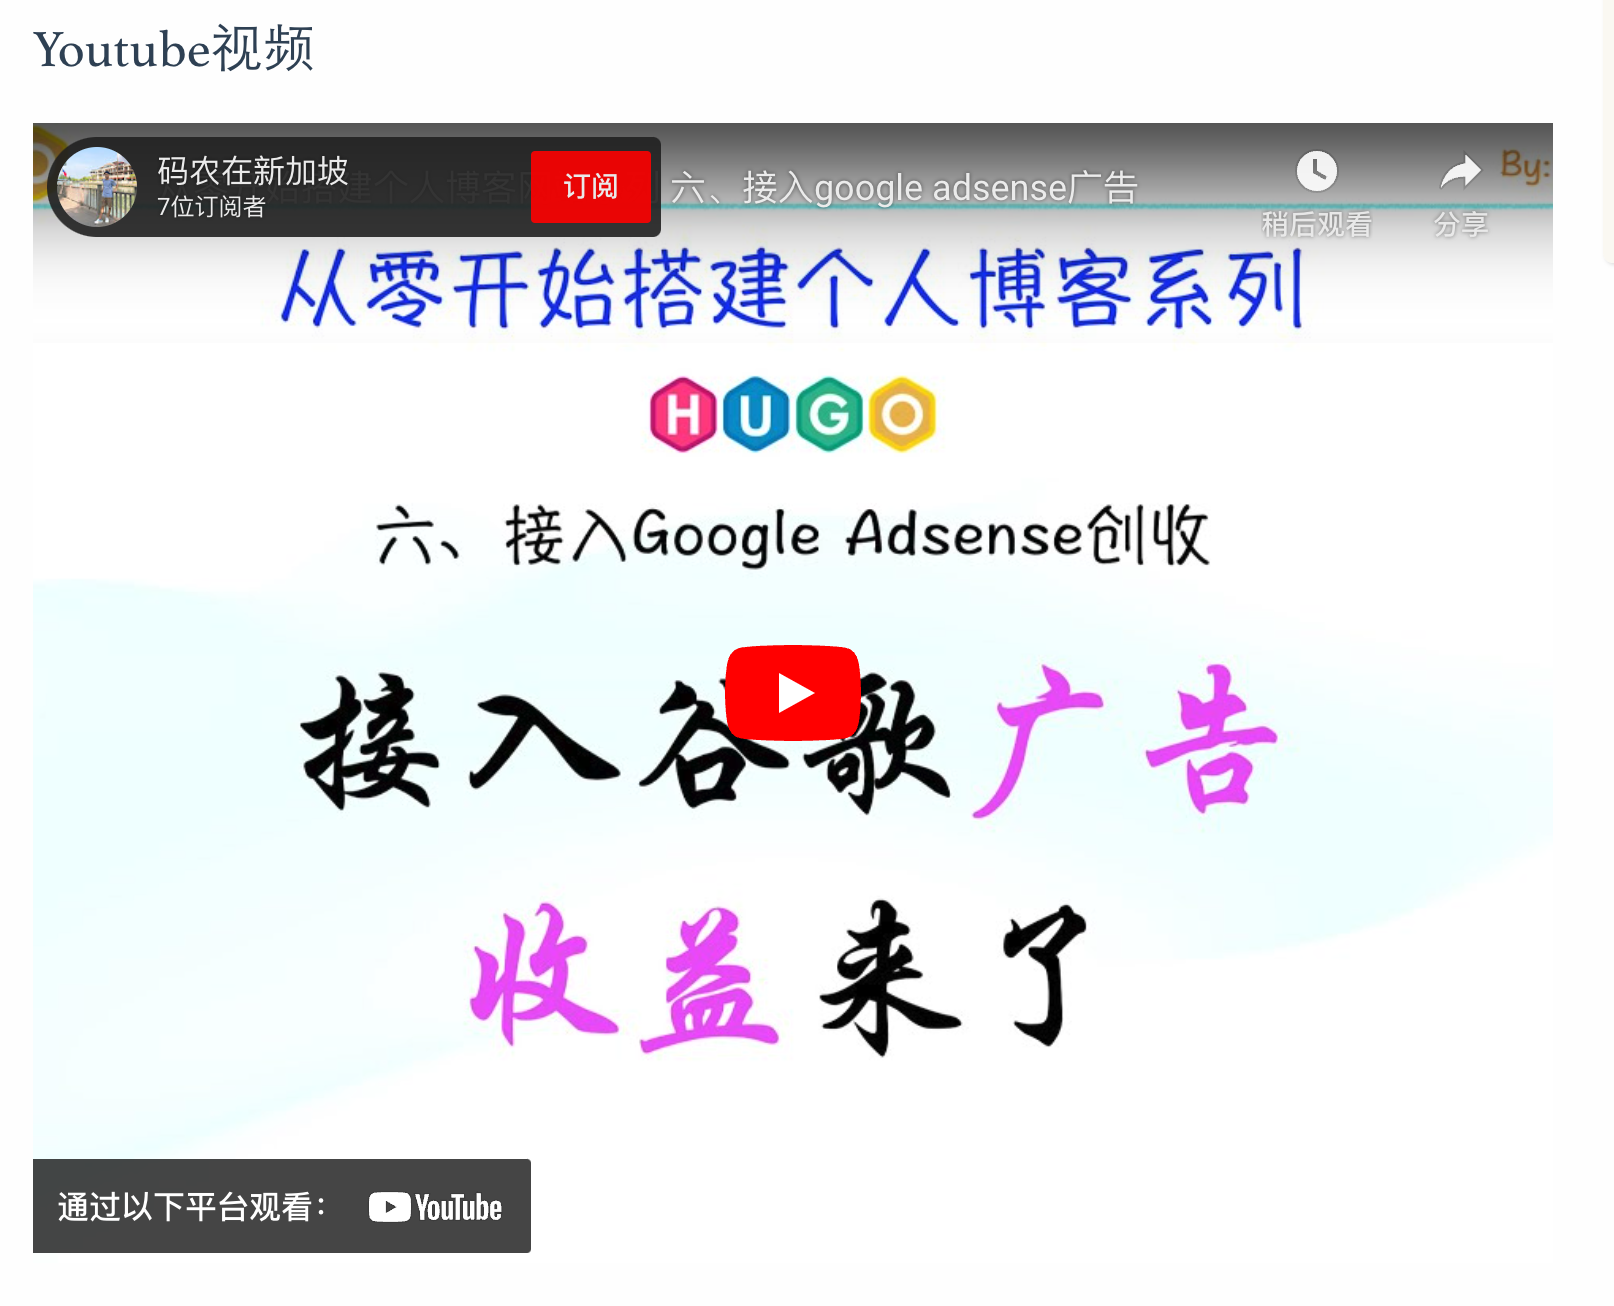 Youtube视频
码农在新加坡
7位订阅者
订阅
六、接入google adsense广告
稍后观看
分享
By:
从零开始搭建个人博客系列
HUGO
六、接入Google Adsense创收
接入谷歌广告
收益来了
通过以下平台观看：
YouTube